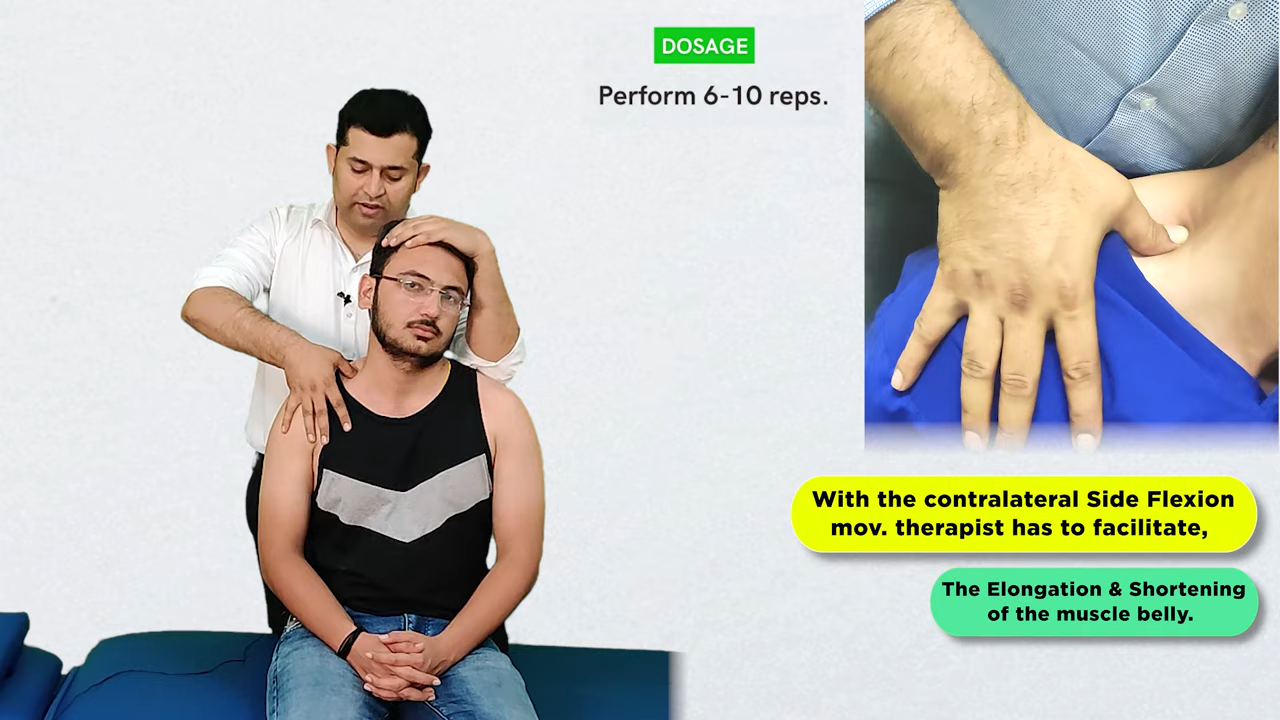 DOSAGE
Perform 6-10 reps.
With the contralateral Side Flexion
mov. therapist has to facilitate,
The Elongation & Shortening
of the muscle belly.